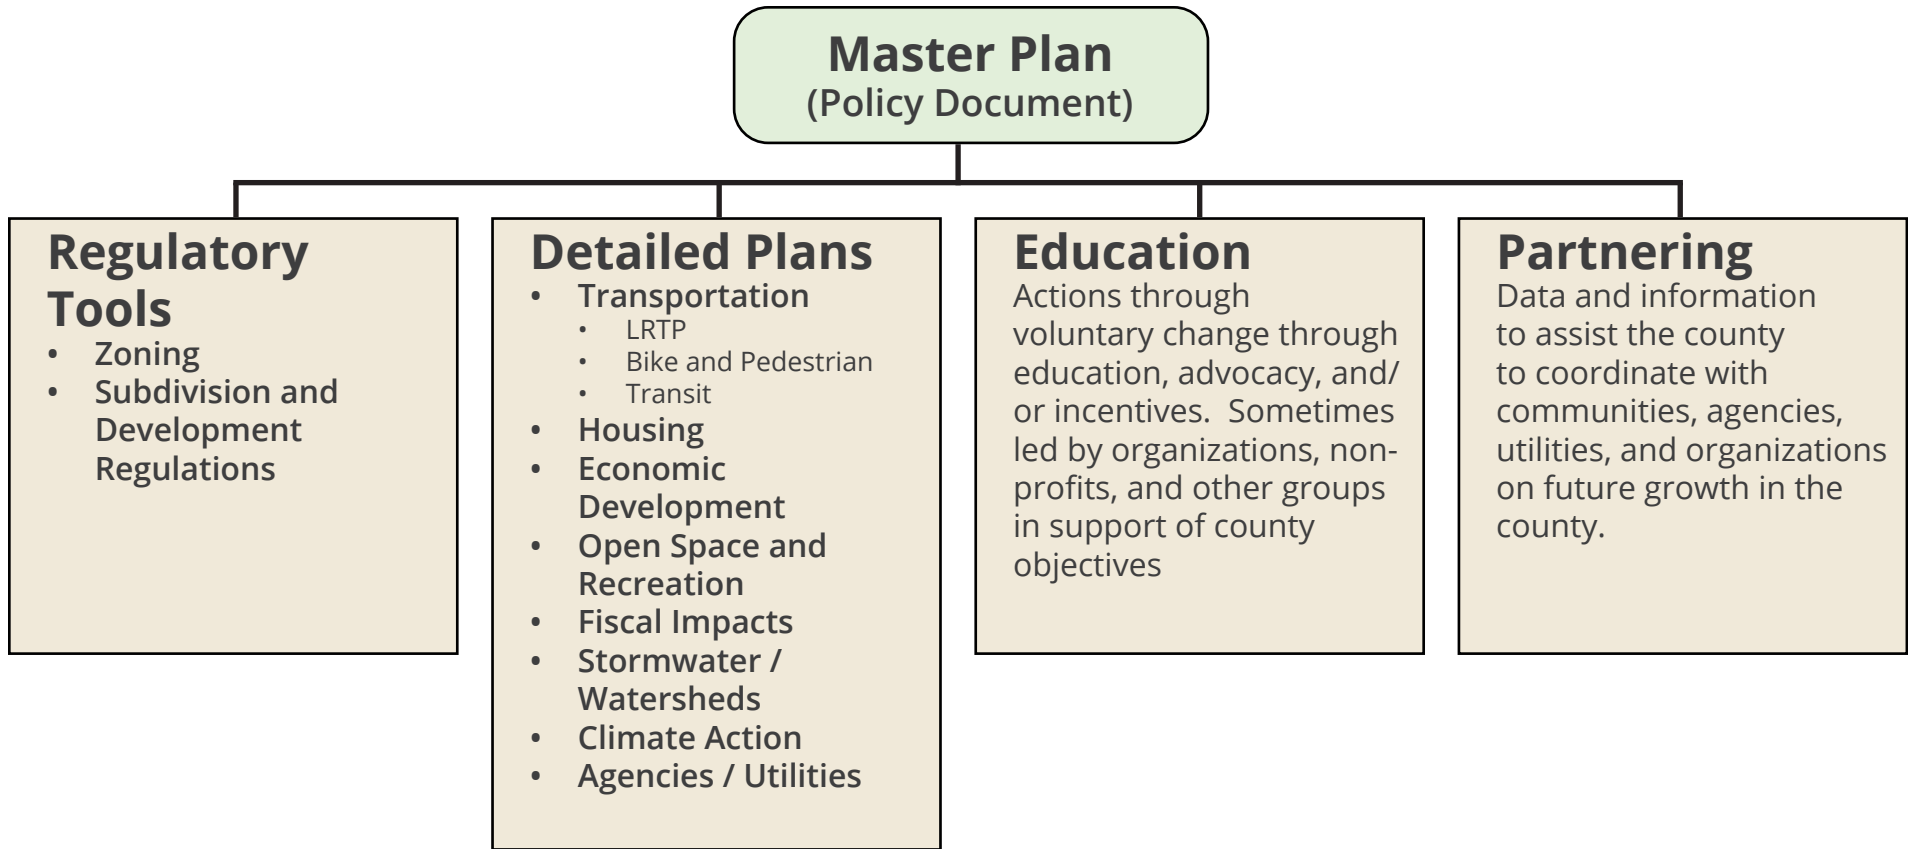 Master Plan
(Policy Document)
Regulatory
Tools
• Zoning
• Subdivision and
Development
Regulations
Detailed Plans
• Transportation
• LRTP
• Bike and Pedestrian
• Transit
• Housing
• Economic
Development
• Open Space and
Recreation
• Fiscal Impacts
• Stormwater /
Watersheds
• Climate Action
• Agencies / Utilities
Education
Actions through
voluntary change through
education, advocacy, and/
or incentives.  Sometimes
led by organizations, non-
profits, and other groups
in support of county
objectives
Partnering
Data and information
to assist the county
to coordinate with
communities, agencies,
utilities, and organizations
on future growth in the
county.